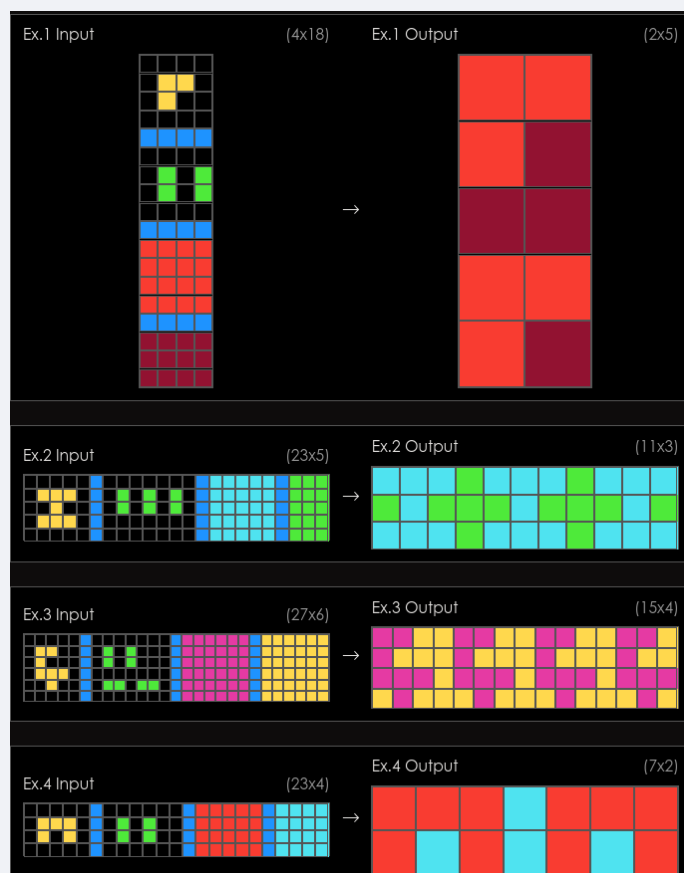 Ex.1 Input (4x18) Ex.1 Output (2x5)
→
Ex.2 Input (23x5) Ex.2 Output (11x3)
→
Ex.3 Input (27x6) Ex.3 Output (15x4)
→
Ex.4 Input (23x4) Ex.4 Output (7x2)
→